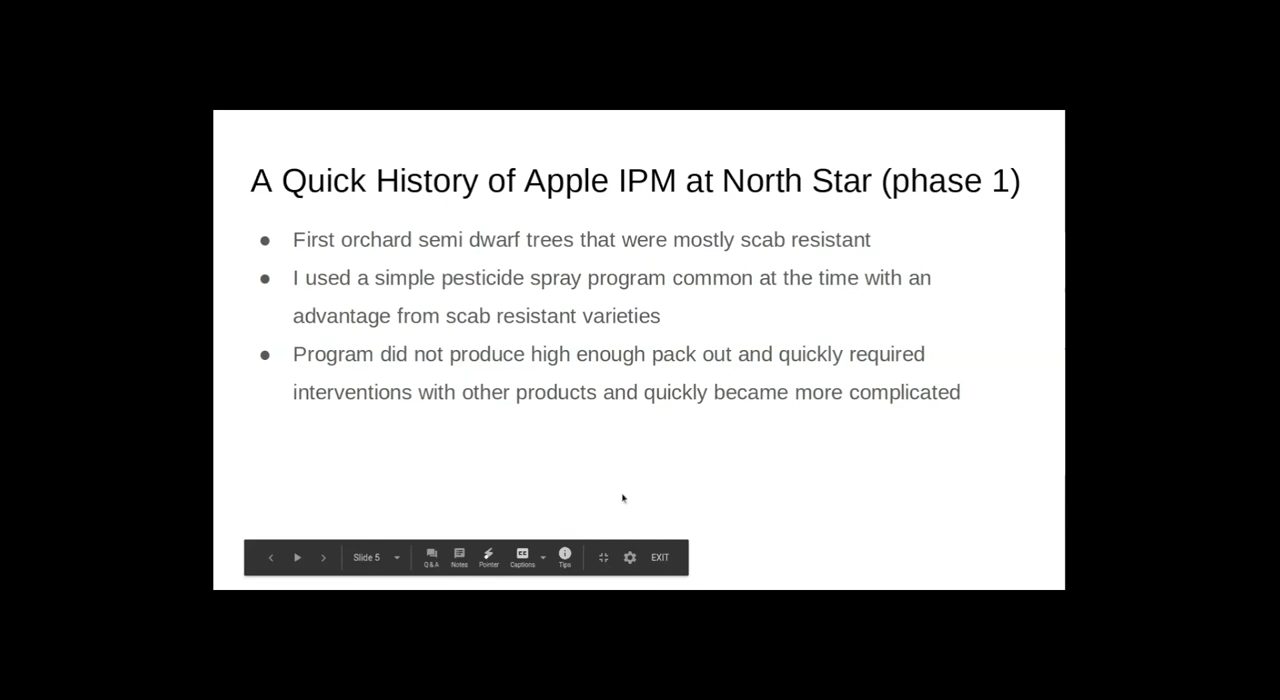 A Quick History of Apple IPM at North Star (phase 1)
● First orchard semi dwarf trees that were mostly scab resistant
● I used a simple pesticide spray program common at the time with an
advantage from scab resistant varieties
● Program did not produce high enough pack out and quickly required
interventions with other products and quickly became more complicated
Slide 5 Q & A Notes Pointer CC Captions Tips EXIT